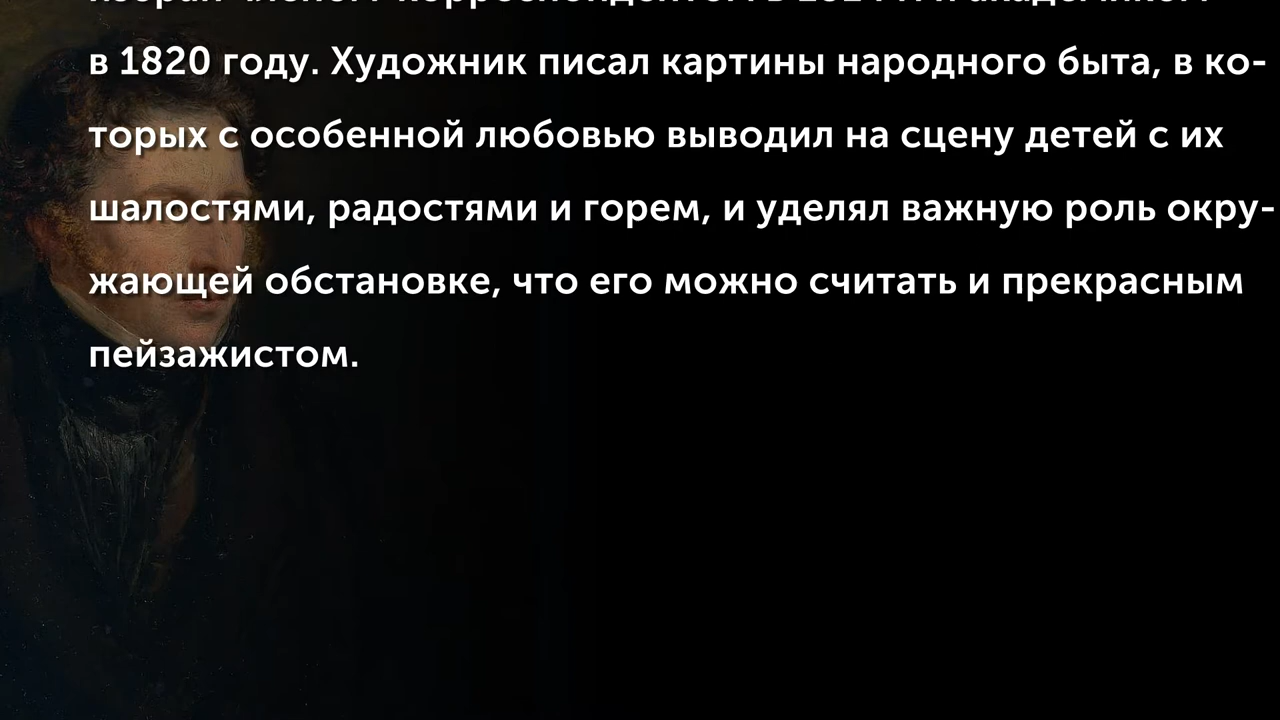 в 1820 году. Художник писал картины народного быта, в ко-
торых с особенной любовью выводил на сцену детей с их
шалостями, радостями и горем, и уделял важную роль окру-
жающей обстановке, что его можно считать и прекрасным
пейзажистом.